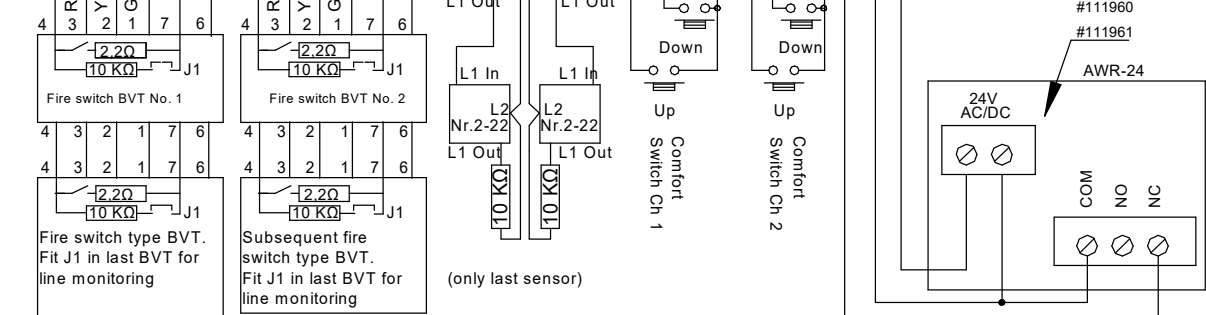 R Y G
4 3 2 1 7 6
2,2Ω
10 KΩ J1
Fire switch BVT No. 1
4 3 2 1 7 6
4 3 2 1 7 6
2,2Ω
10 KΩ J1
Fire switch type BVT.
Fit J1 in last BVT for
line monitoring
R Y G
4 3 2 1 7 6
2,2Ω
10 KΩ J1
Fire switch BVT No. 2
4 3 2 1 7 6
4 3 2 1 7 6
2,2Ω
10 KΩ J1
Subsequent fire
switch type BVT.
Fit J1 in last BVT for
line monitoring
L1 Out
L1 In
L2
Nr.2-22
L1 Out
10 KΩ
L1 Out
L1 In
L2
Nr.2-22
L1 Out
10 KΩ
(only last sensor)
Down
Up
Comfort
Switch Ch 1
Down
Up
Comfort
Switch Ch 2
#111960
#111961
AWR-24
24V
AC/DC
COM NO NC